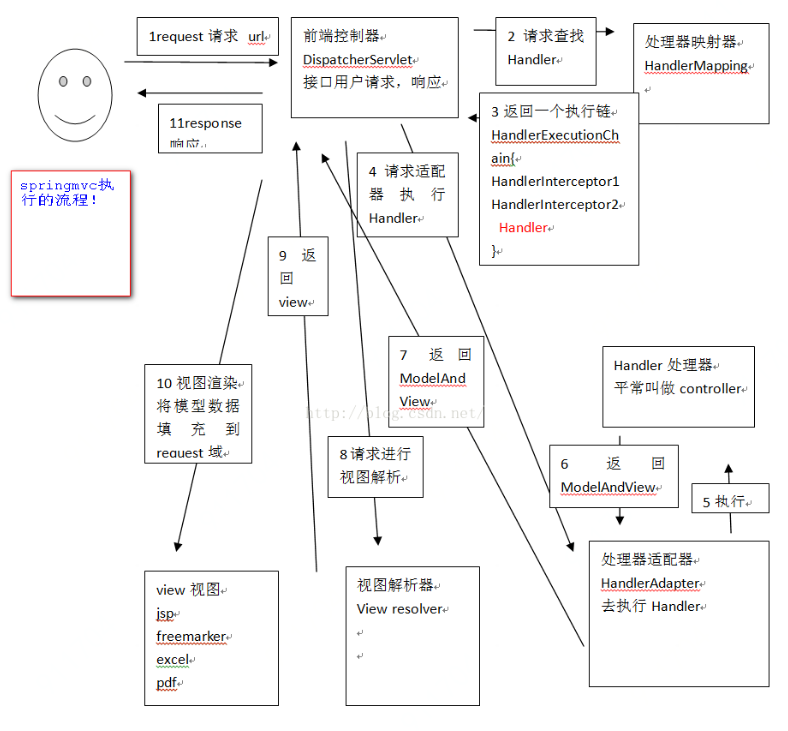 1request 请求 url
前端控制器
DispatcherServlet
接口用户请求，响应
2 请求查找
Handler
处理器映射器
HandlerMapping
11response
响应
3 返回一个执行链
HandlerExecutionCh
ain{
HandlerInterceptor1
HandlerInterceptor2
Handler
}
springmvc执
行的流程！
4 请求适配
器执行
Handler
9 返
回
view
7 返回
ModelAnd
View
Handler 处理器
平常叫做 controller
10 视图渲染
将模型数据
填充到
request 域
http://blog.csdn.net/
8 请求进行
视图解析
6 返回
ModelAndView
5 执行
view 视图
jsp
freemarker
excel
pdf
视图解析器
View resolver
处理器适配器
HandlerAdapter
去执行 Handler